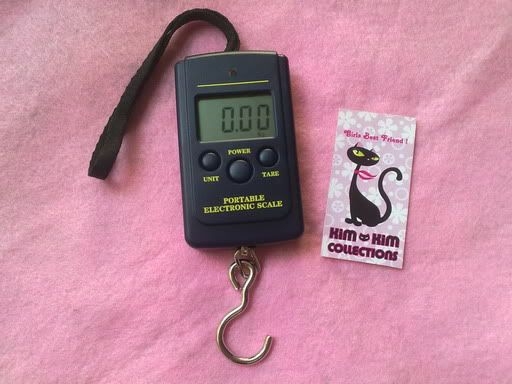 0.00
POWER
UNIT
TARE
PORTABLE
ELECTRONIC SCALE
Girls Best Friend !
KIM KIM
COLLECTIONS